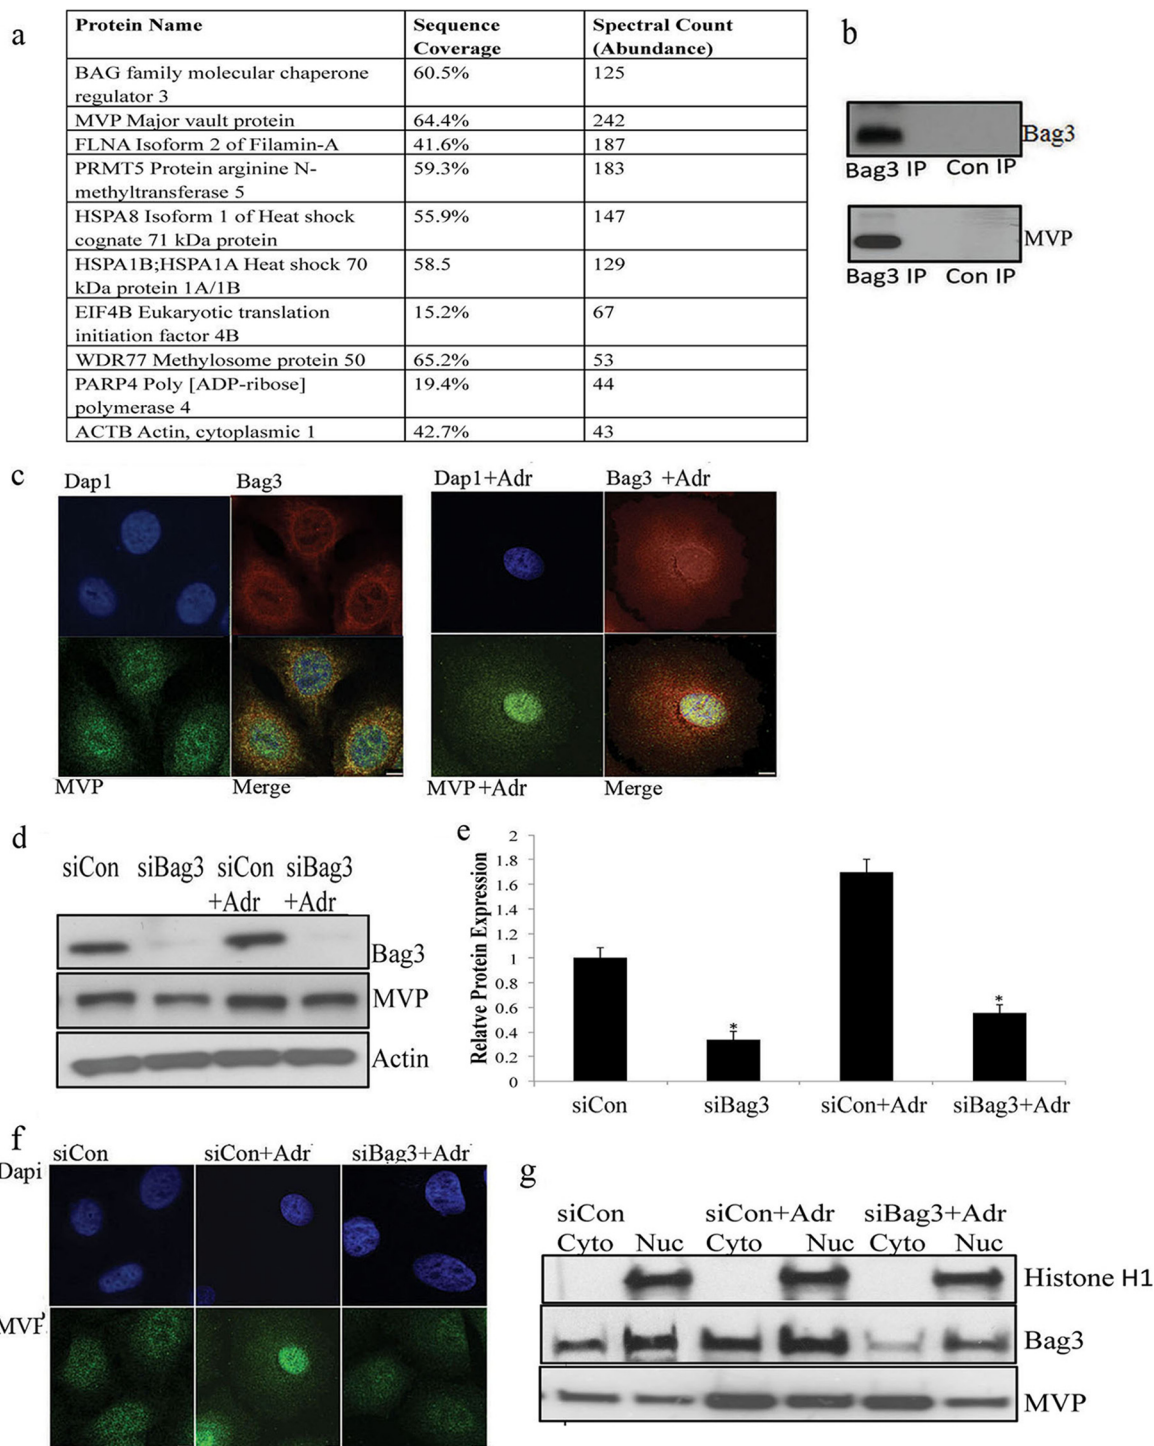 a
Protein Name Sequence Coverage Spectral Count (Abundance)
BAG family molecular chaperone regulator 3 60.5% 125
MVP Major vault protein 64.4% 242
FLNA Isoform 2 of Filamin-A 41.6% 187
PRMT5 Protein arginine N-methyltransferase 5 59.3% 183
HSPA8 Isoform 1 of Heat shock cognate 71 kDa protein 55.9% 147
HSPA1B;HSPA1A Heat shock 70 kDa protein 1A/1B 58.5 129
EIF4B Eukaryotic translation initiation factor 4B 15.2% 67
WDR77 Methylosome protein 50 65.2% 53
PARP4 Poly [ADP-ribose] polymerase 4 19.4% 44
ACTB Actin, cytoplasmic 1 42.7% 43
b
Bag3
Bag3 IP Con IP
MVP
Bag3 IP Con IP
c
Dap1 Bag3
MVP Merge
Dap1+Adr Bag3 +Adr
MVP+Adr Merge
d
siCon siBag3 siCon siBag3
+Adr +Adr
Bag3
MVP
Actin
e
Relatve Protein Expression
2
1.8
1.6
1.4
1.2
1
0.8
0.6
0.4
0.2
0
* *
siCon siBag3 siCon+Adr siBag3+Adr
f
siCon siCon+Adr siBag3+Adr
Dapi
MVP
g
siCon siCon+Adr siBag3+Adr
Cyto Nuc Cyto Nuc Cyto Nuc
Histone H1
Bag3
MVP